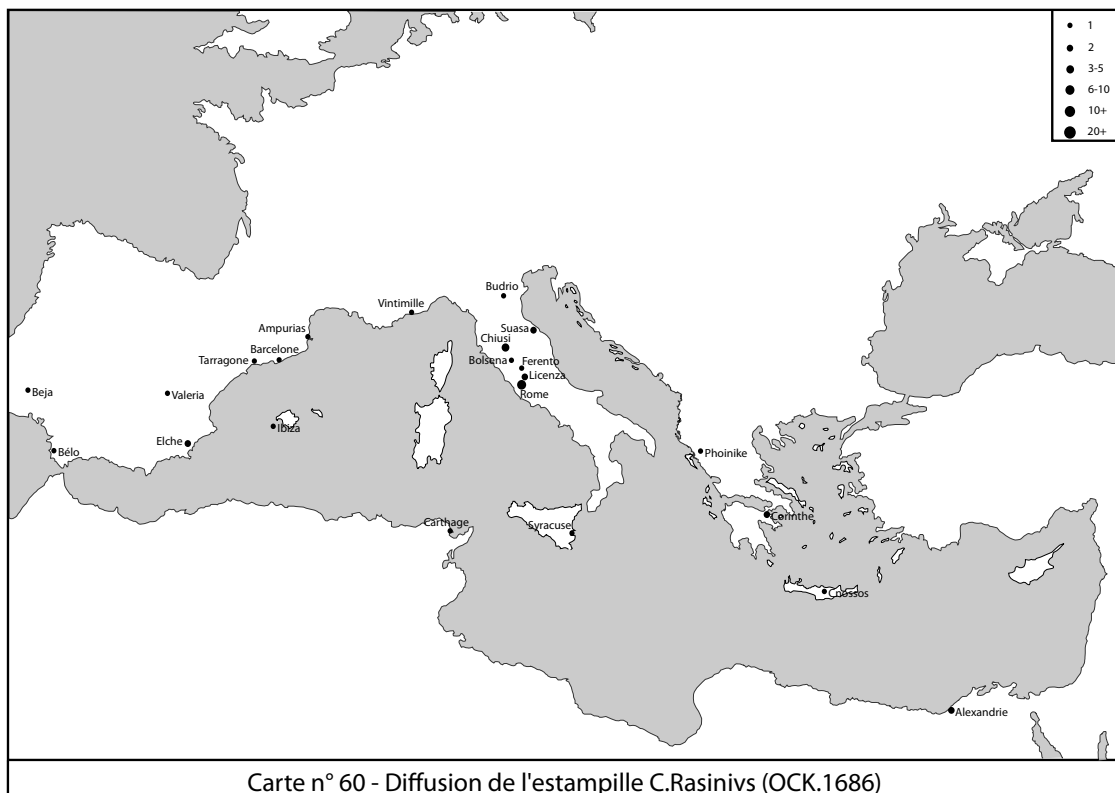 1
2
3-5
6-10
10+
20+
Budrio
Vintimille
Ampurias
Suasa
Chiusi
Barcelone
Tarragone
Bolsena
Ferento
Licenza
Rome
Beja
Valeria
Ibiza
Elche
Bélo
Phoinike
Carthage
Syracuse
Corinthe
Cnossos
Alexandrie
Carte n° 60 - Diffusion de l'estampille C.Rasinivs (OCK.1686)